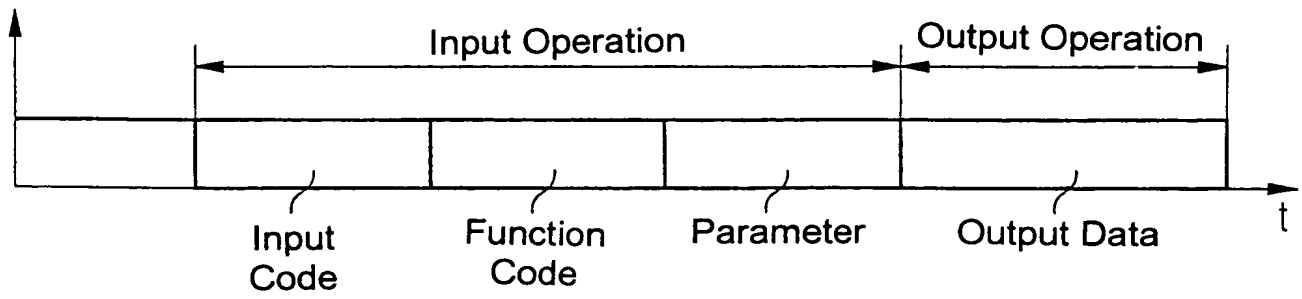 Input Operation
Output Operation
Input
Code
Function
Code
Parameter
Output Data
t